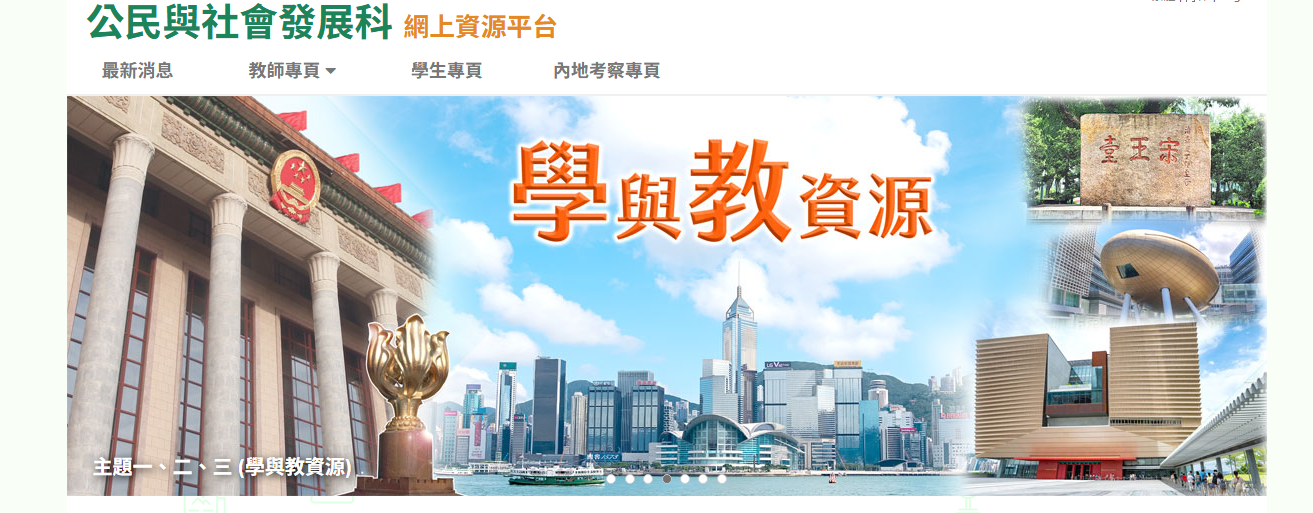 公民與社會發展科 網上資源平台
最新消息 教師專頁 學生專頁 內地考察專頁
學與教資源
宋王臺
主題一、二、三 (學與教資源)